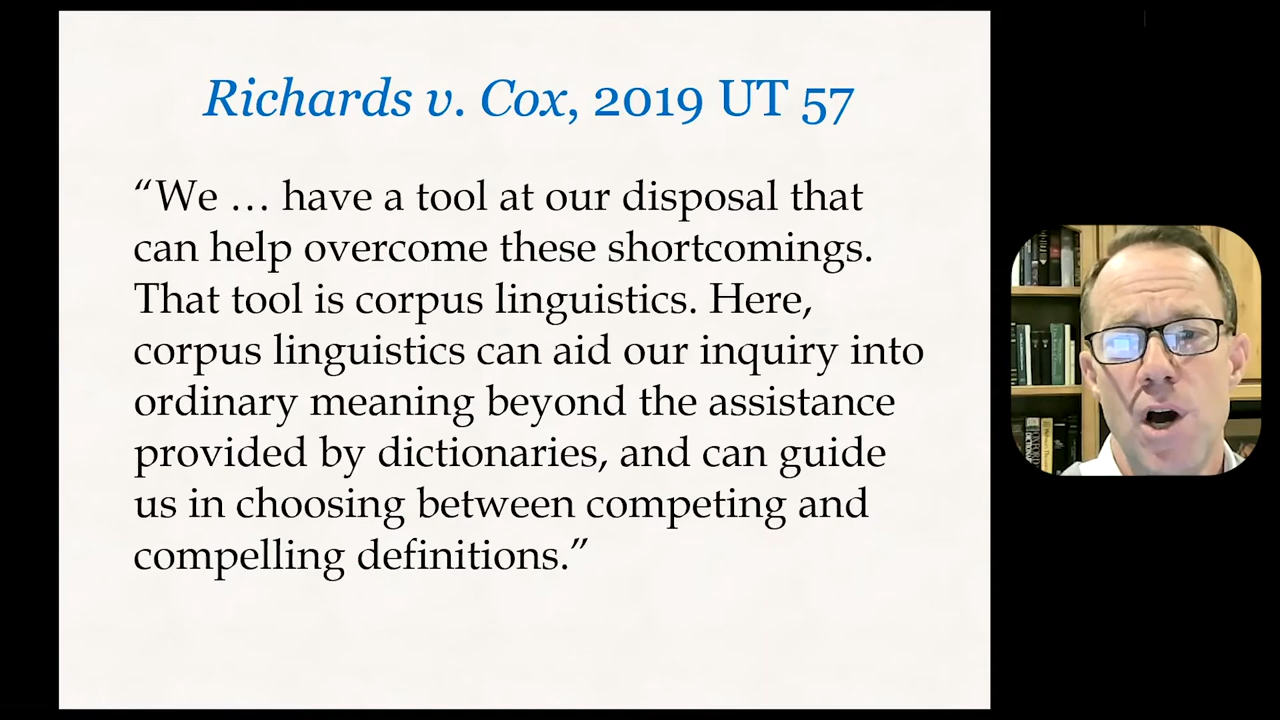 Richards v. Cox, 2019 UT 57
“We … have a tool at our disposal that
can help overcome these shortcomings.
That tool is corpus linguistics. Here,
corpus linguistics can aid our inquiry into
ordinary meaning beyond the assistance
provided by dictionaries, and can guide
us in choosing between competing and
compelling definitions.”